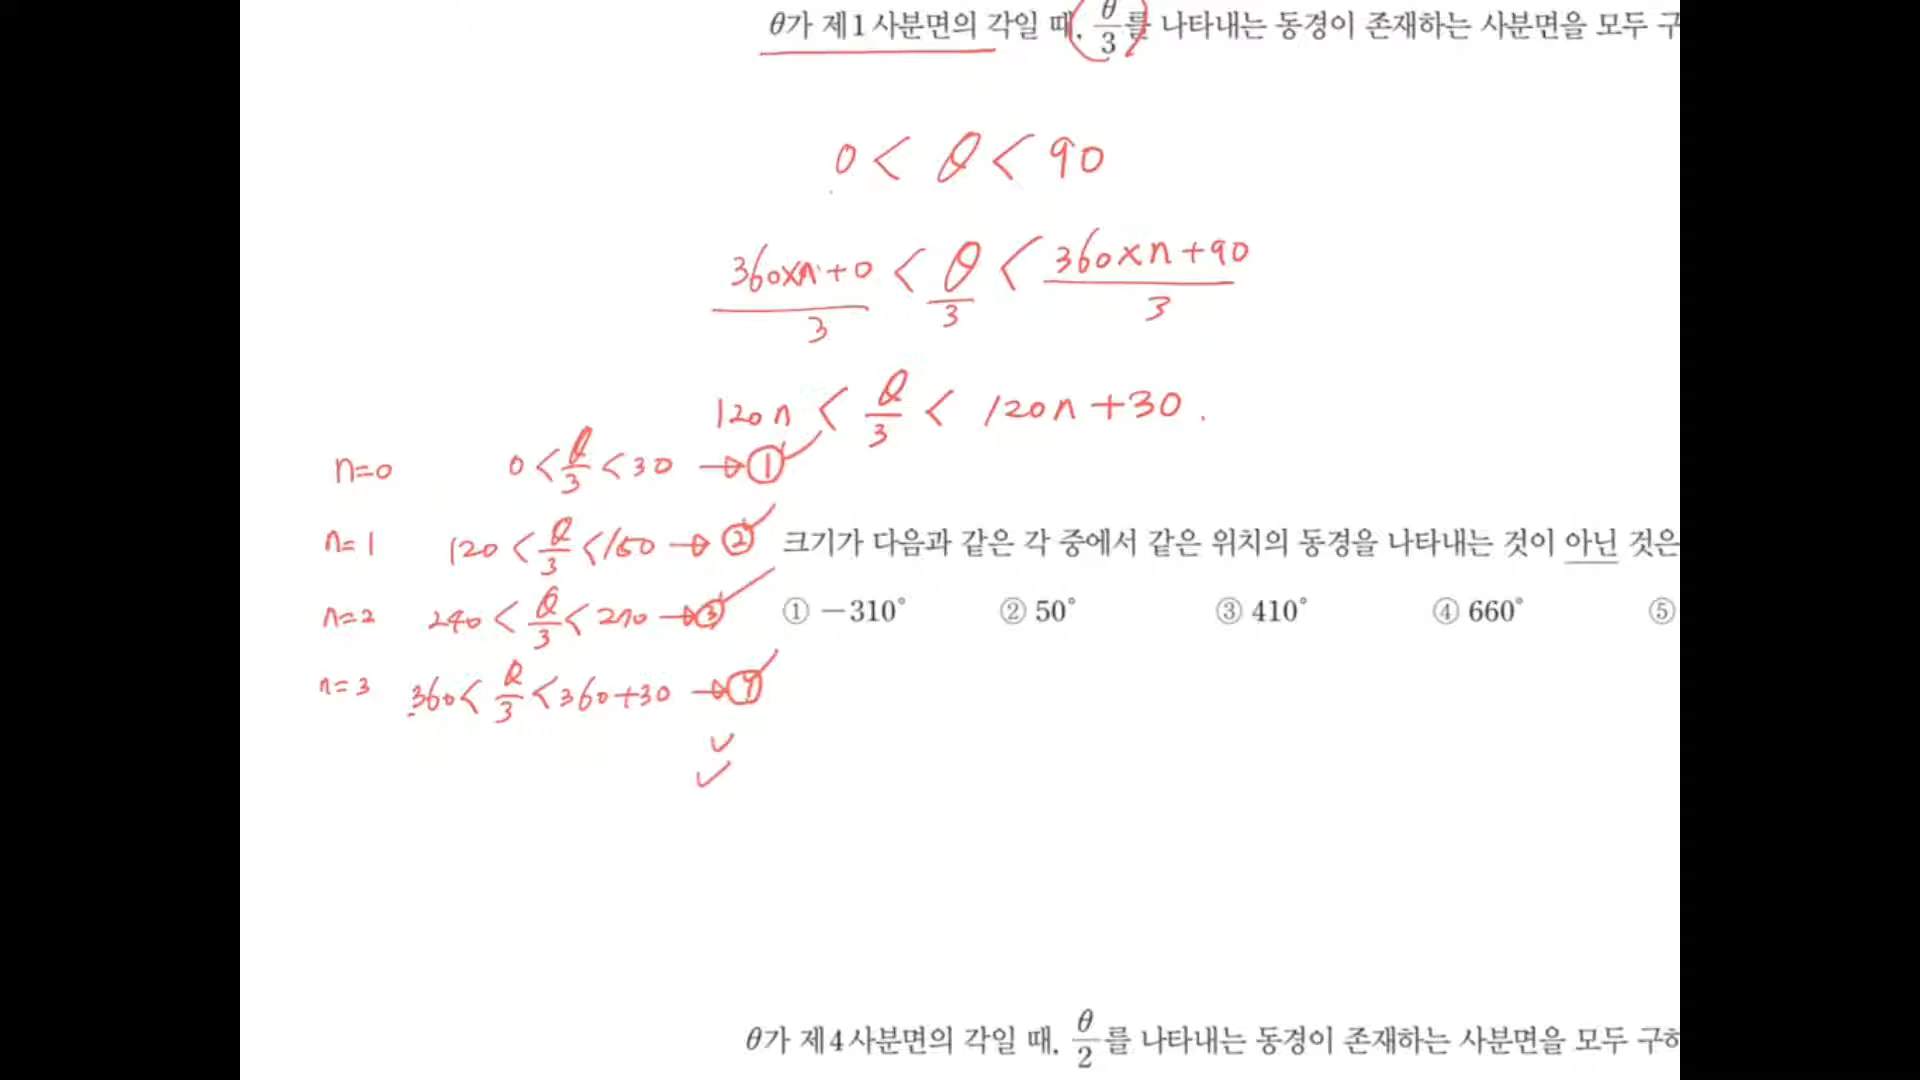 θ가 제1사분면의 각일 때, θ/3를 나타내는 동경이 존재하는 사분면을 모두 구
0 < θ < 90
(360×n+0)/3 < θ/3 < (360×n+90)/3
120n < θ/3 < 120n+30.
n=0 0 < θ/3 < 30 → ①
n=1 120 < θ/3 < 150 → ②
n=2 240 < θ/3 < 270 → ③
n=3 360 < θ/3 < 360+30 →
크기가 다음과 같은 각 중에서 같은 위치의 동경을 나타내는 것이 아닌 것은
① −310° ② 50° ③ 410° ④ 660° ⑤
θ가 제4사분면의 각일 때, θ/2를 나타내는 동경이 존재하는 사분면을 모두 구하